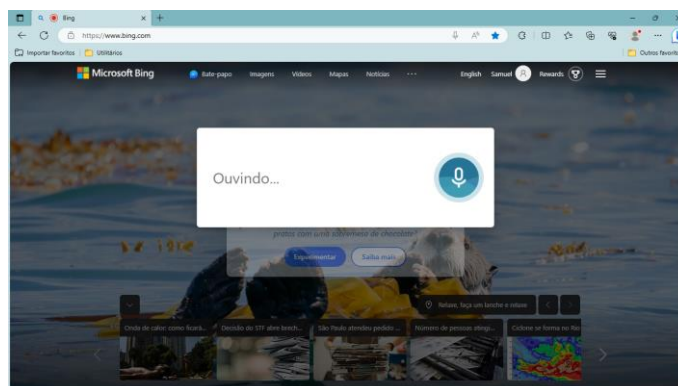 Bing
https://www.bing.com
Importar favoritos
Utilitários
Outros favorito
Microsoft Bing
Bate-papo
Imagens
Vídeos
Mapas
Notícias
English
Samuel
Rewards
Ouvindo...
pratos com uma sobremesa de chocolate?
Experimentar
Saiba mais
Relaxe, faça um lanche e relaxe
Onda de calor: como ficará...
Decisão do STF abre brech...
São Paulo atendeu pedido ...
Número de pessoas atingi...
Ciclone se forma no Rio